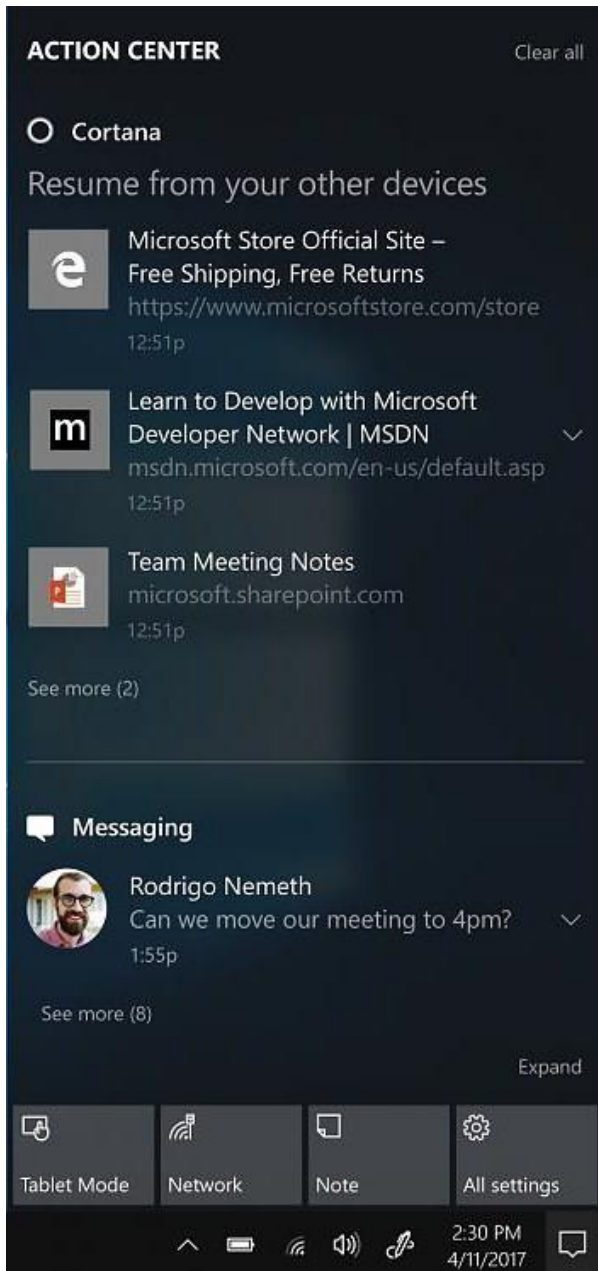 ACTION CENTER Clear all
Cortana
Resume from your other devices
Microsoft Store Official Site –
Free Shipping, Free Returns
https://www.microsoftstore.com/store
12:51p
m
Learn to Develop with Microsoft
Developer Network | MSDN
msdn.microsoft.com/en-us/default.asp
12:51p
Team Meeting Notes
microsoft.sharepoint.com
12:51p
See more (2)
Messaging
Rodrigo Nemeth
Can we move our meeting to 4pm?
1:55p
See more (8)
Expand
Tablet Mode Network Note All settings
2:30 PM
4/11/2017